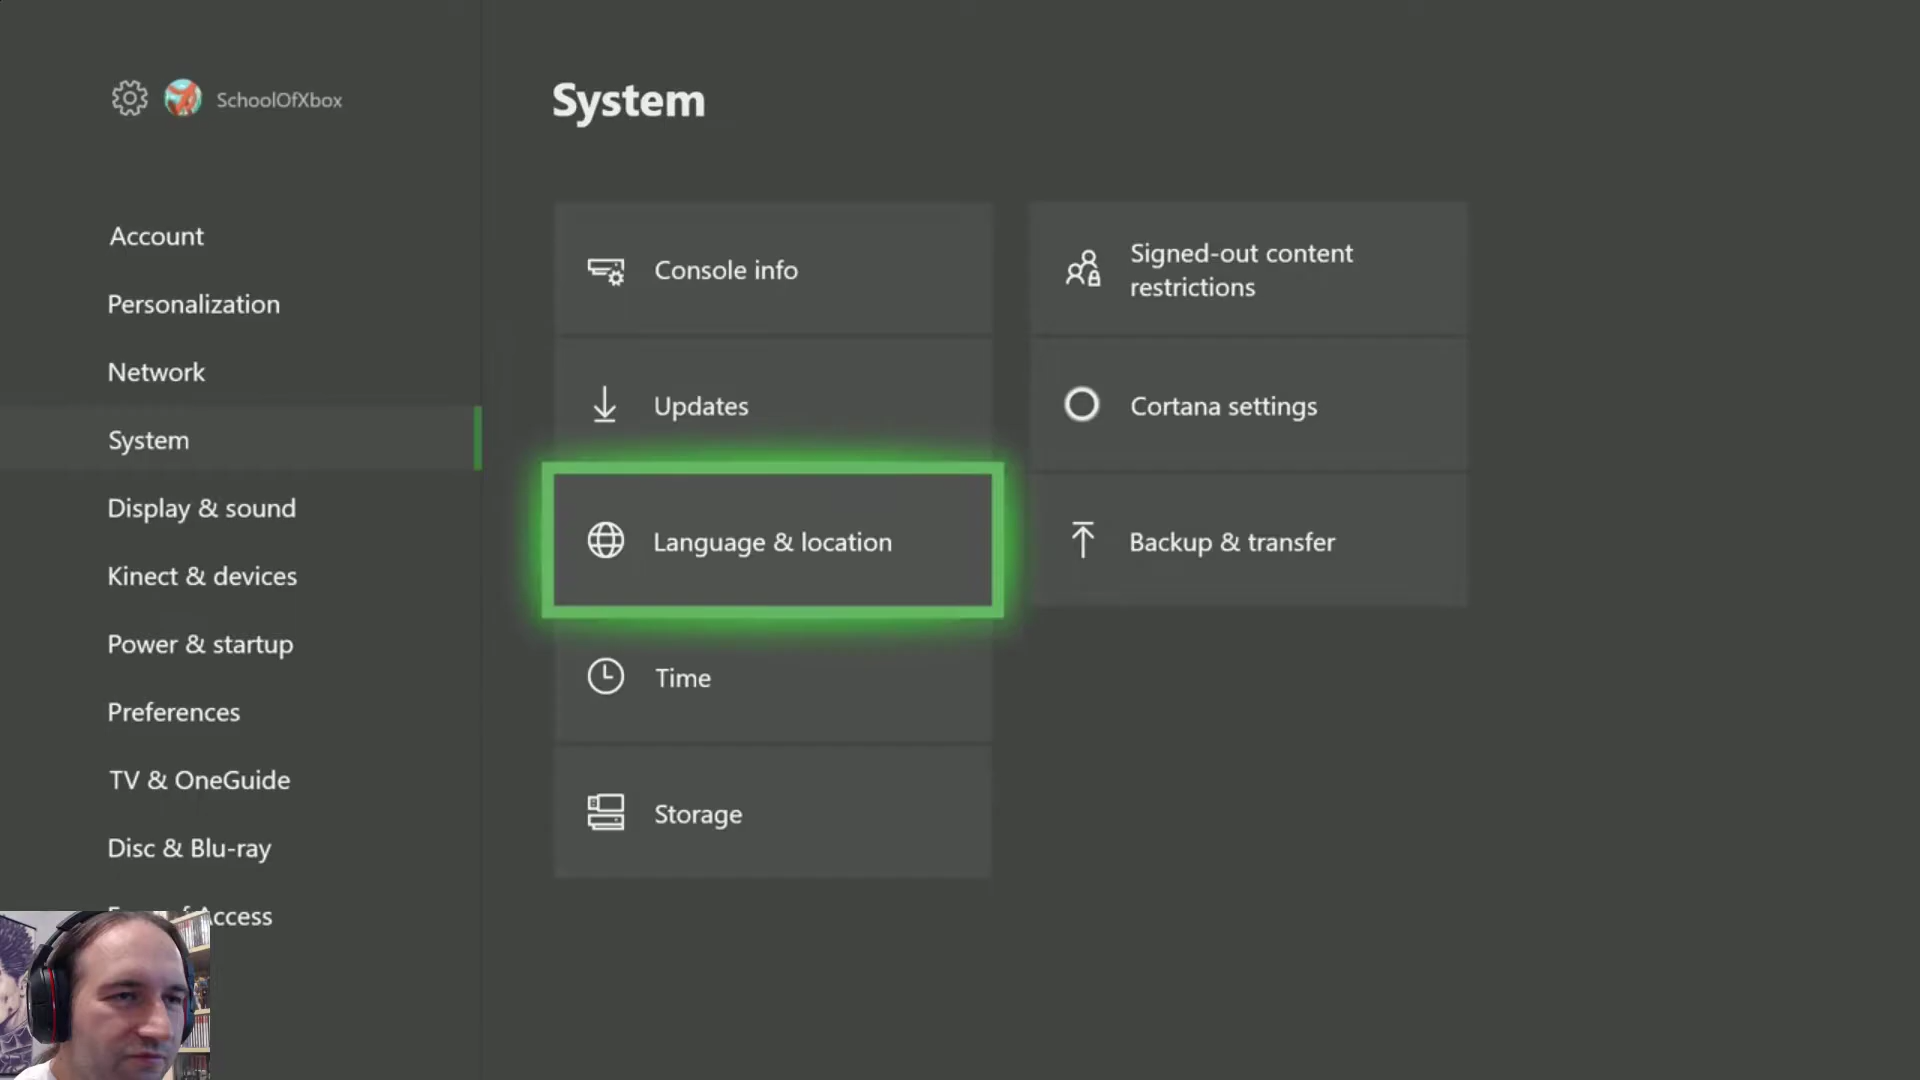 SchoolOfXbox
System
Account
Personalization
Network
System
Display & sound
Kinect & devices
Power & startup
Preferences
TV & OneGuide
Disc & Blu-ray
Access
Console info
Updates
Language & location
Time
Storage
Signed-out content
restrictions
Cortana settings
Backup & transfer